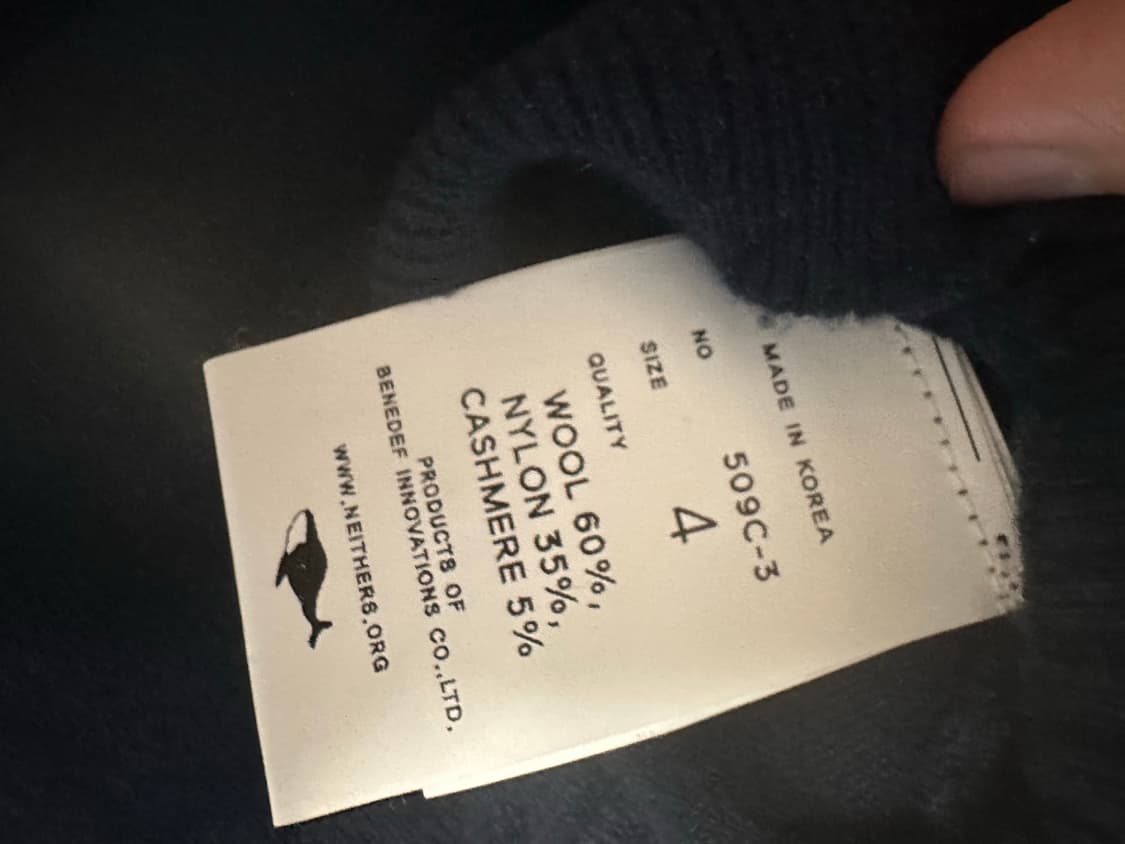 MADE IN KOREA
NO 509C-3
SIZE 4
QUALITY
WOOL 60%,
NYLON 35%,
CASHMERE 5%
PRODUCTS OF
BENEDEF INNOVATIONS CO.,LTD.
WWW.NEITHERS.ORG